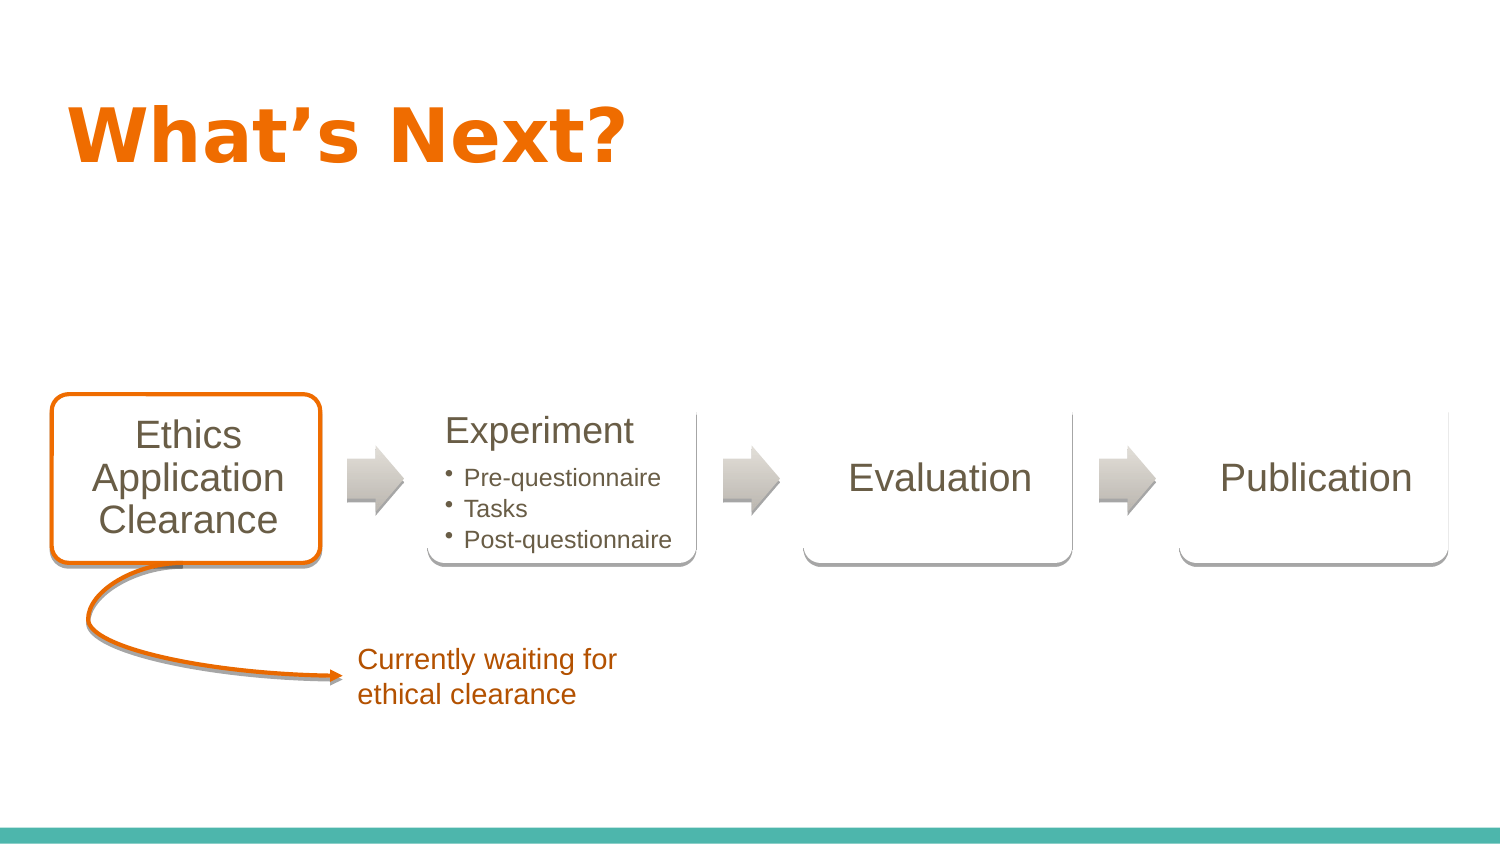 What’s Next?
Ethics
Application
Clearance
Experiment
• Pre-questionnaire
• Tasks
• Post-questionnaire
Evaluation
Publication
Currently waiting for
ethical clearance